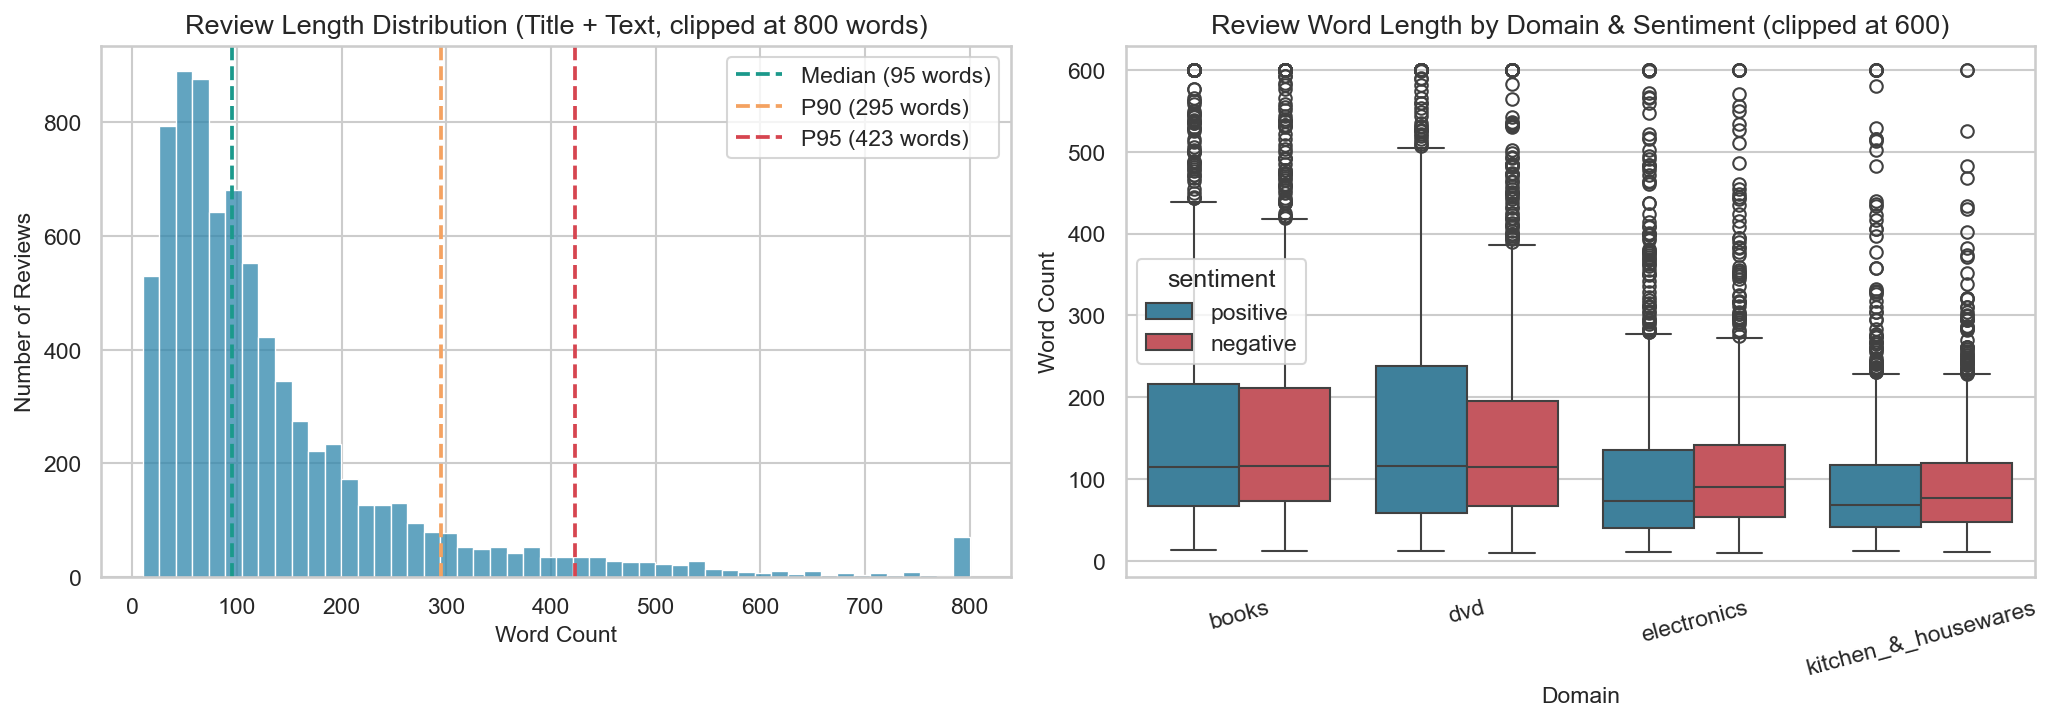 Review Length Distribution (Title + Text, clipped at 800 words)
Number of Reviews
800
600
400
200
0
Median (95 words)
P90 (295 words)
P95 (423 words)
0 100 200 300 400 500 600 700 800
Word Count
Review Word Length by Domain & Sentiment (clipped at 600)
Word Count
600
500
400
300
200
100
0
sentiment
positive
negative
books dvd electronics kitchen_&_housewares
Domain